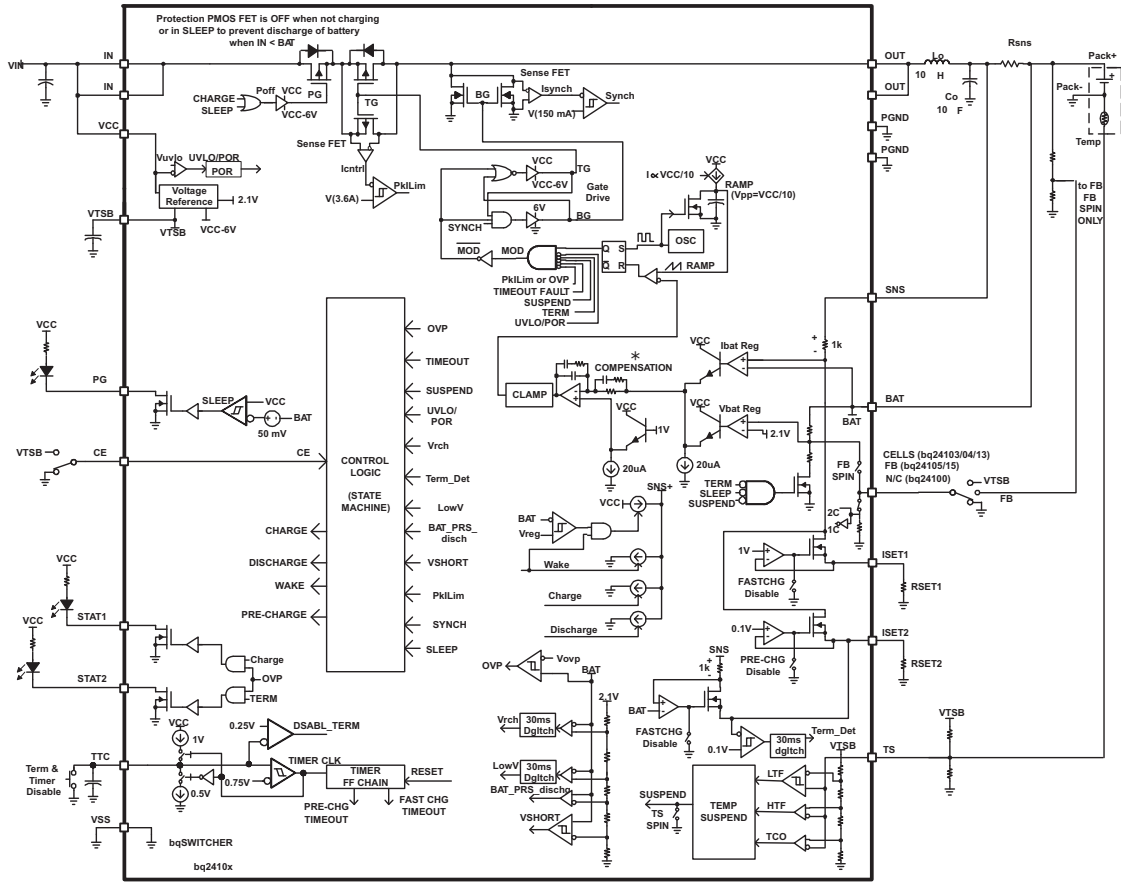 Protection PMOS FET is OFF when not charging
or in SLEEP to prevent discharge of battery
when IN < BAT
VIN
IN
IN
Poff
VCC
PG
CHARGE
SLEEP
VCC-6V
TG
Sense FET
Icntrl
V(3.6A)
PklLim
Sense FET
BG
Isynch
Synch
V(150 mA)
OUT
OUT
Lo
10
H
Rsns
Co
10
F
Pack+
+
Pack-
Temp
PGND
PGND
VCC
Vuvlo
UVLO/POR
POR
Voltage
Reference
2.1V
VTSB
VTSB
VCC-6V
VCC
VCC-6V
TG
Gate
Drive
6V
BG
SYNCH
VCC
I∝VCC/10
RAMP
(Vpp=VCC/10)
OSC
MOD
MOD
Q
S
Q
R
RAMP
PklLim or OVP
TIMEOUT FAULT
SUSPEND
TERM
UVLO/POR
to FB
FB
SPIN
ONLY
SNS
+
-
1k
VCC
PG
SLEEP
VCC
BAT
50 mV
VTSB
CE
CE
CONTROL
LOGIC
(STATE
MACHINE)
OVP
TIMEOUT
SUSPEND
UVLO/
POR
Vrch
Term_Det
LowV
BAT_PRS_
disch
VSHORT
PklLim
SYNCH
SLEEP
CHARGE
DISCHARGE
WAKE
PRE-CHARGE
CLAMP
*
COMPENSATION
VCC
Ibat Reg
VCC
1V
VCC
Vbat Reg
2.1V
20uA
20uA
BAT
BAT
TERM
SLEEP
SUSPEND
FB
SPIN
CELLS (bq24103/04/13)
FB (bq24105/15)
N/C (bq24100)
VTSB
FB
2C
1C
SNS+
VCC
BAT
Vreg
Wake
Charge
Discharge
1V
FASTCHG
Disable
ISET1
RSET1
0.1V
PRE-CHG
Disable
ISET2
RSET2
VCC
VCC
STAT1
STAT2
Charge
OVP
TERM
OVP
Vovp
BAT
2.1V
Vrch
30ms
Dgltch
LowV
30ms
Dgltch
BAT_PRS_dischg
VSHORT
SNS
+
-
1k
BAT
FASTCHG
Disable
0.1V
30ms
dgltch
Term_Det
VTSB
VTSB
TS
LTF
HTF
TCO
TEMP
SUSPEND
SUSPEND
TS
SPIN
Term &
Timer
Disable
TTC
VCC
1V
0.5V
0.25V
DSABL_TERM
0.75V
TIMER CLK
TIMER
FF CHAIN
RESET
PRE-CHG
TIMEOUT
FAST CHG
TIMEOUT
VSS
bqSWITCHER
bq2410x